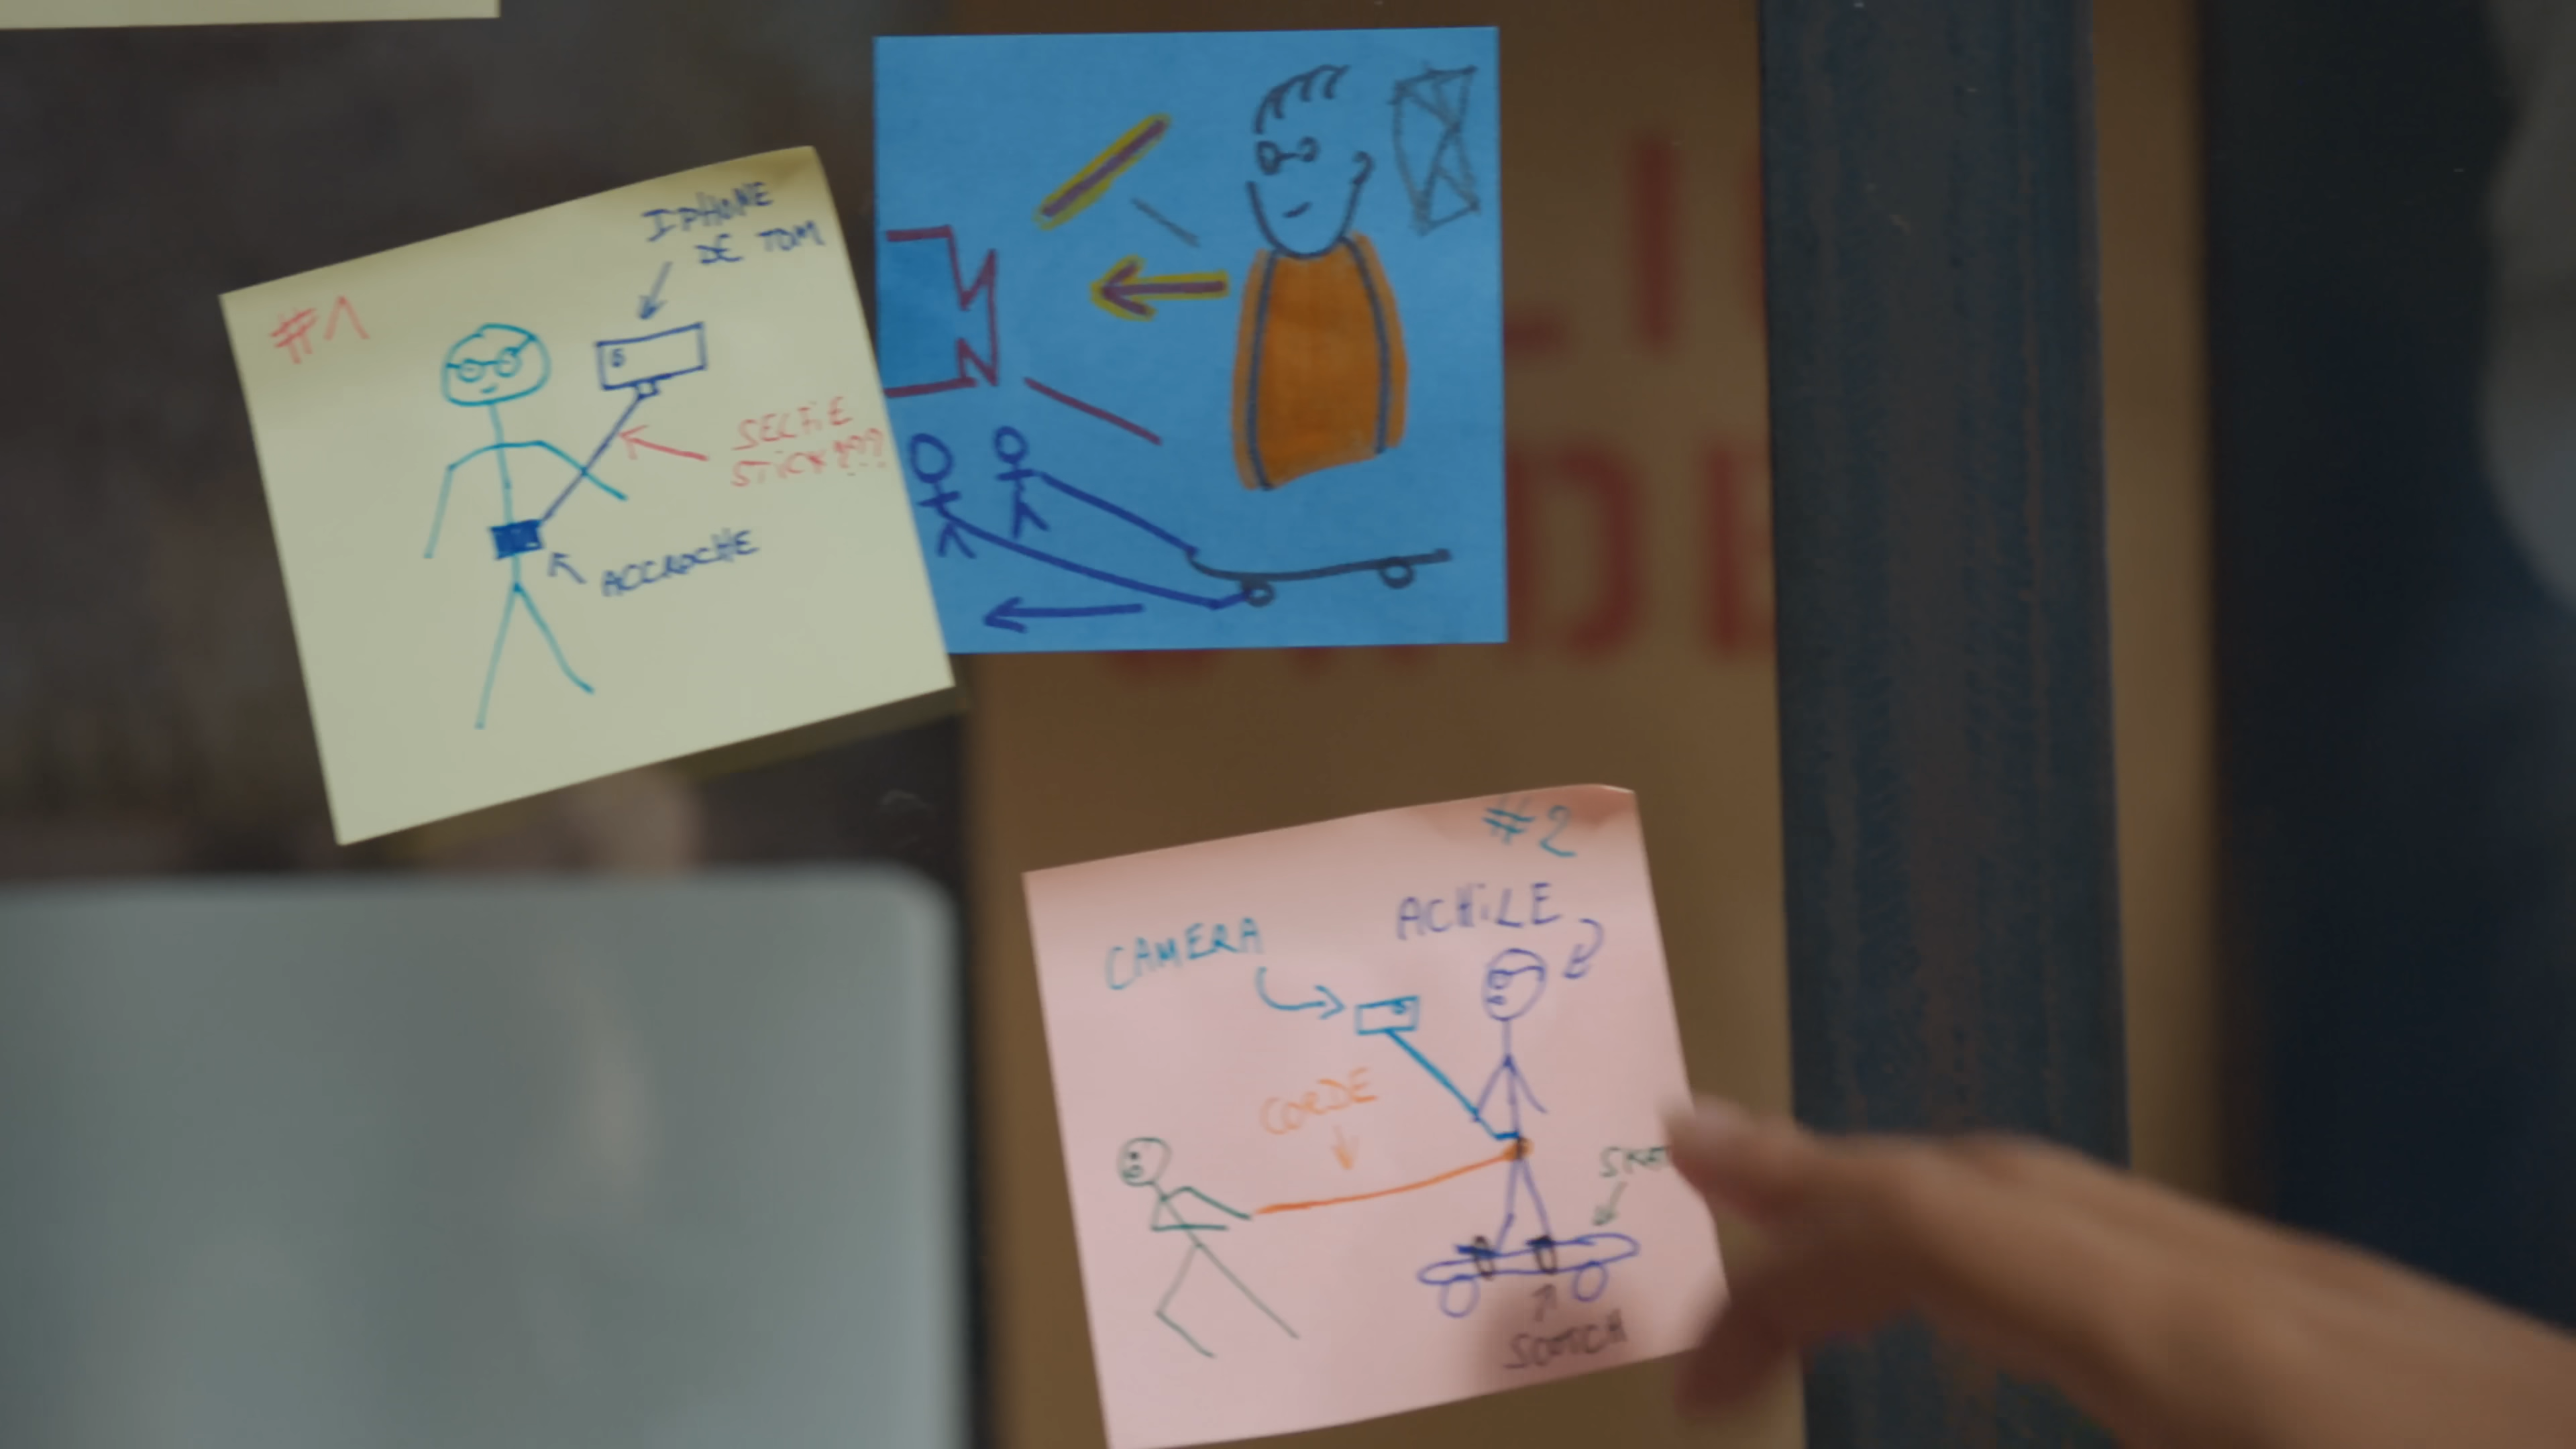 #1
IPHONE
DE TOM
SELFIE
STICK !?!?
ACCROCHE
#2
ACHiLE
CAMERA
CORDE
SCOTCH